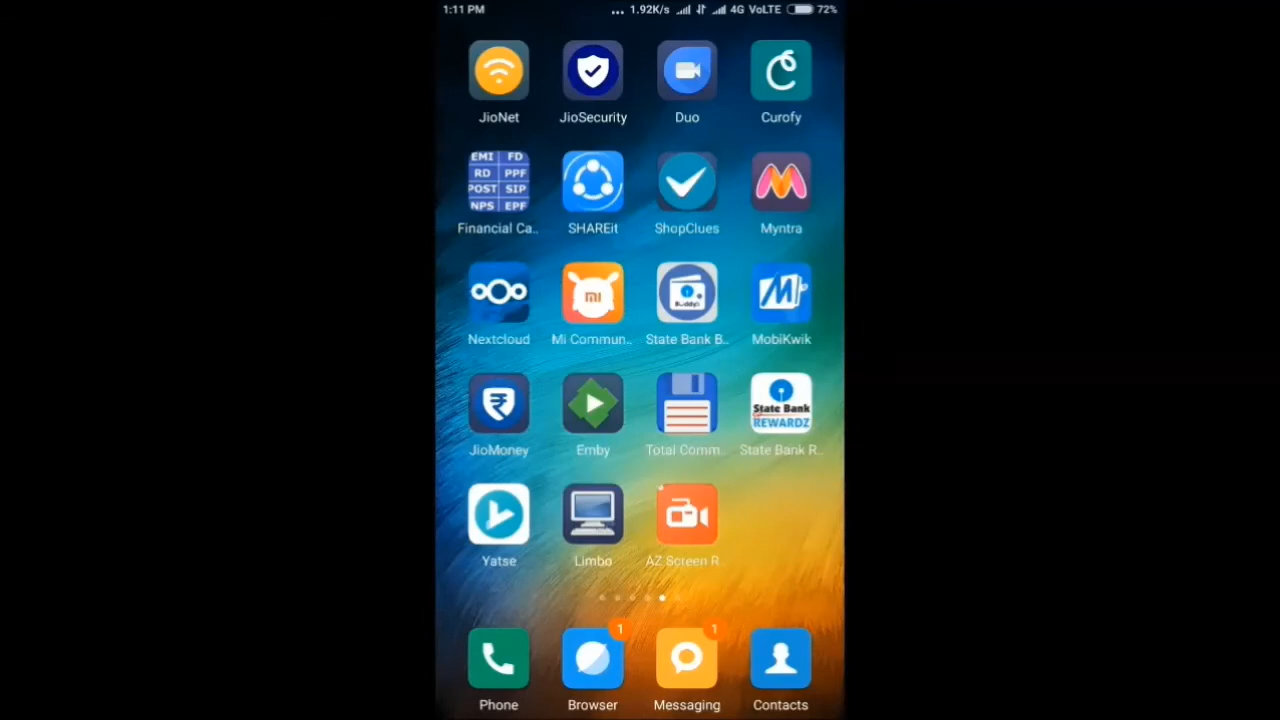 1:11 PM ... 1.92K/s 4G VoLTE 72%
JioNet JioSecurity Duo Curofy
EMI FD
RD PPF
POST SIP
NPS EPF
Financial Ca.. SHAREit ShopClues Myntra
mi Buddy
Nextcloud Mi Commun.. State Bank B.. MobiKwik
State Bank
REWARDZ
JioMoney Emby Total Comm.. State Bank R..
Yatse Limbo AZ Screen R..
1 1
Phone Browser Messaging Contacts